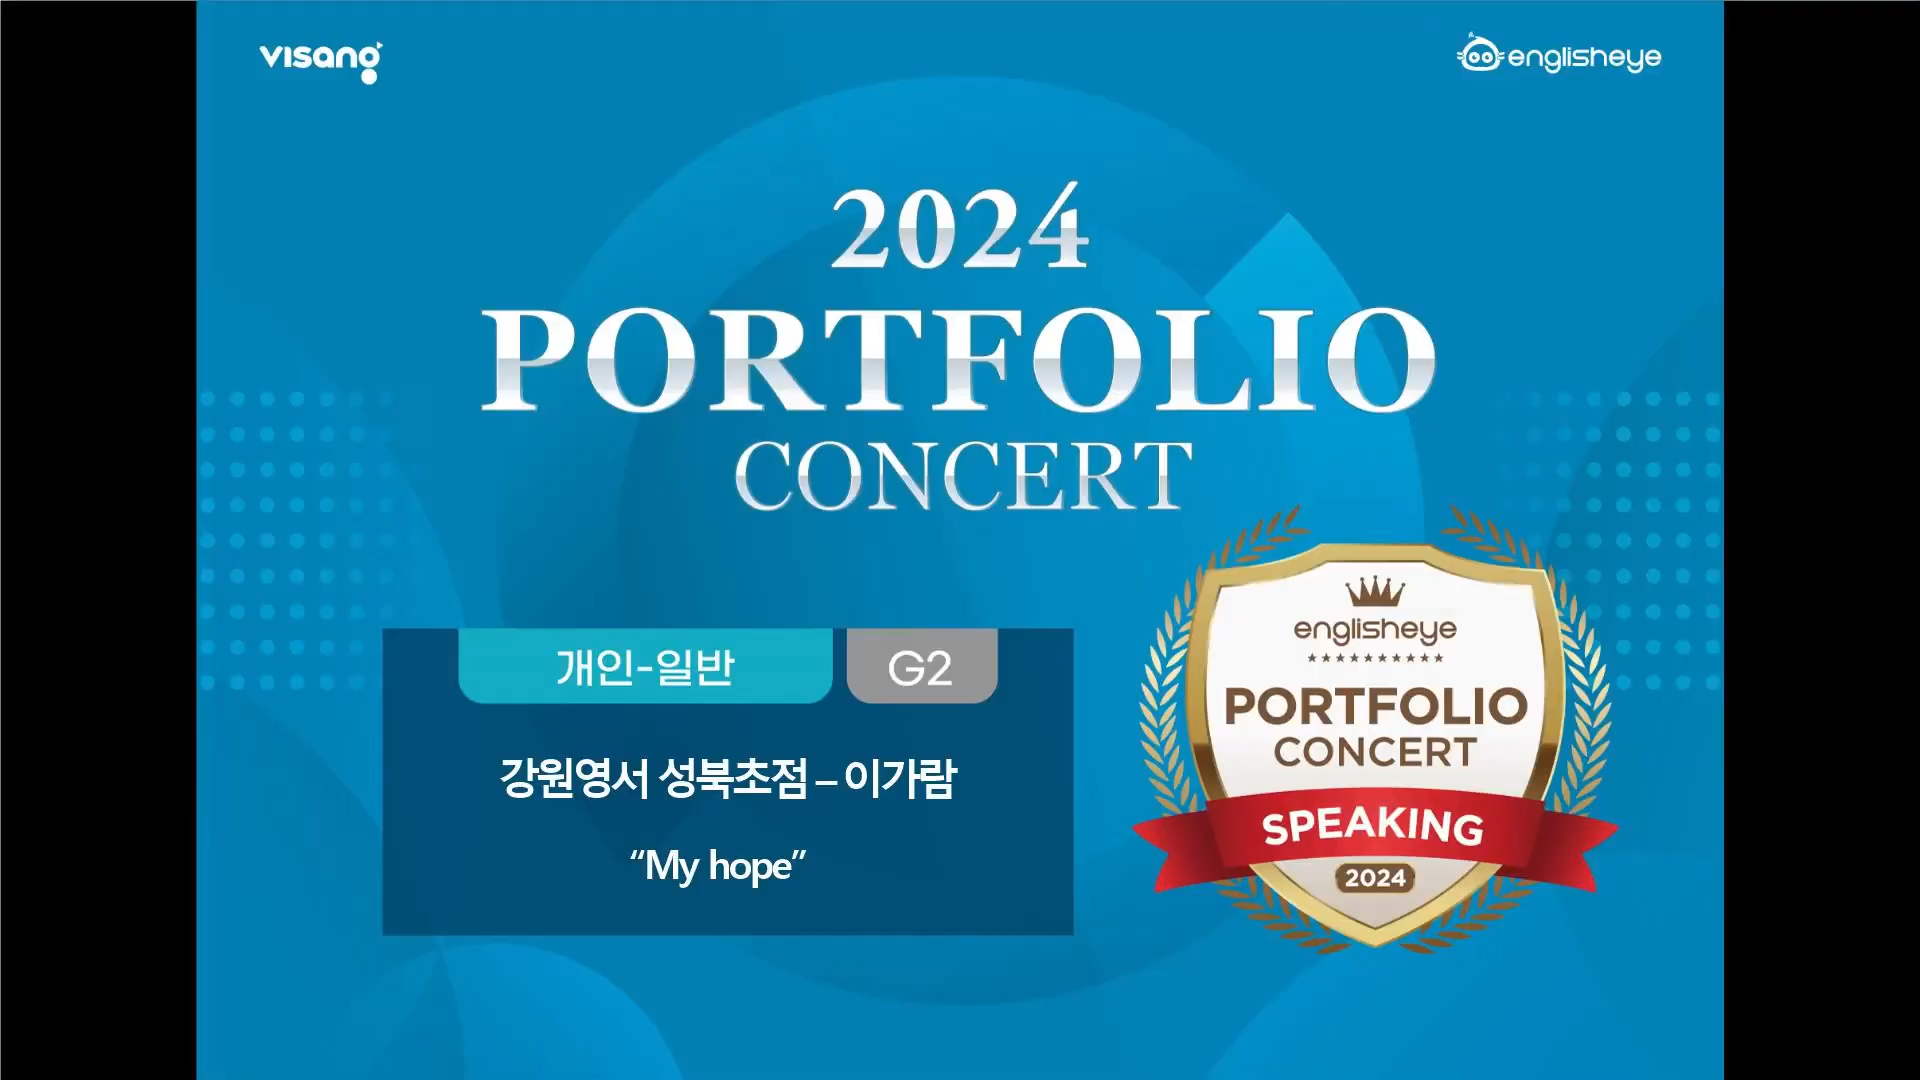 visang
englisheye
2024
PORTFOLIO
CONCERT
개인-일반
G2
강원영서 성북초점 – 이가람
“My hope”
englisheye
PORTFOLIO
CONCERT
SPEAKING
2024